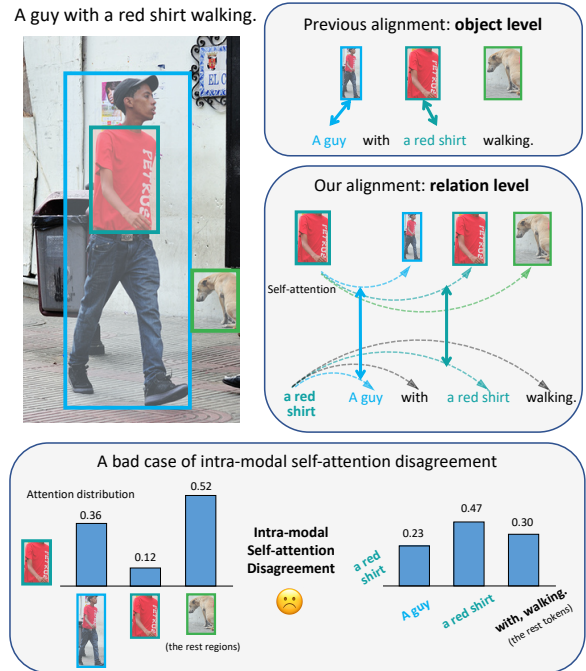 A guy with a red shirt walking.
EL C
PETKUS
Previous alignment: object level
A guy with a red shirt walking.
Our alignment: relation level
Self-attention
a red
shirt
A guy with a red shirt walking.
A bad case of intra-modal self-attention disagreement
Attention distribution
0.36
0.12
0.52
(the rest regions)
Intra-modal
Self-attention
Disagreement
0.23
0.47
0.30
a red
shirt
A guy
a red shirt
with, walking.
(the rest tokens)